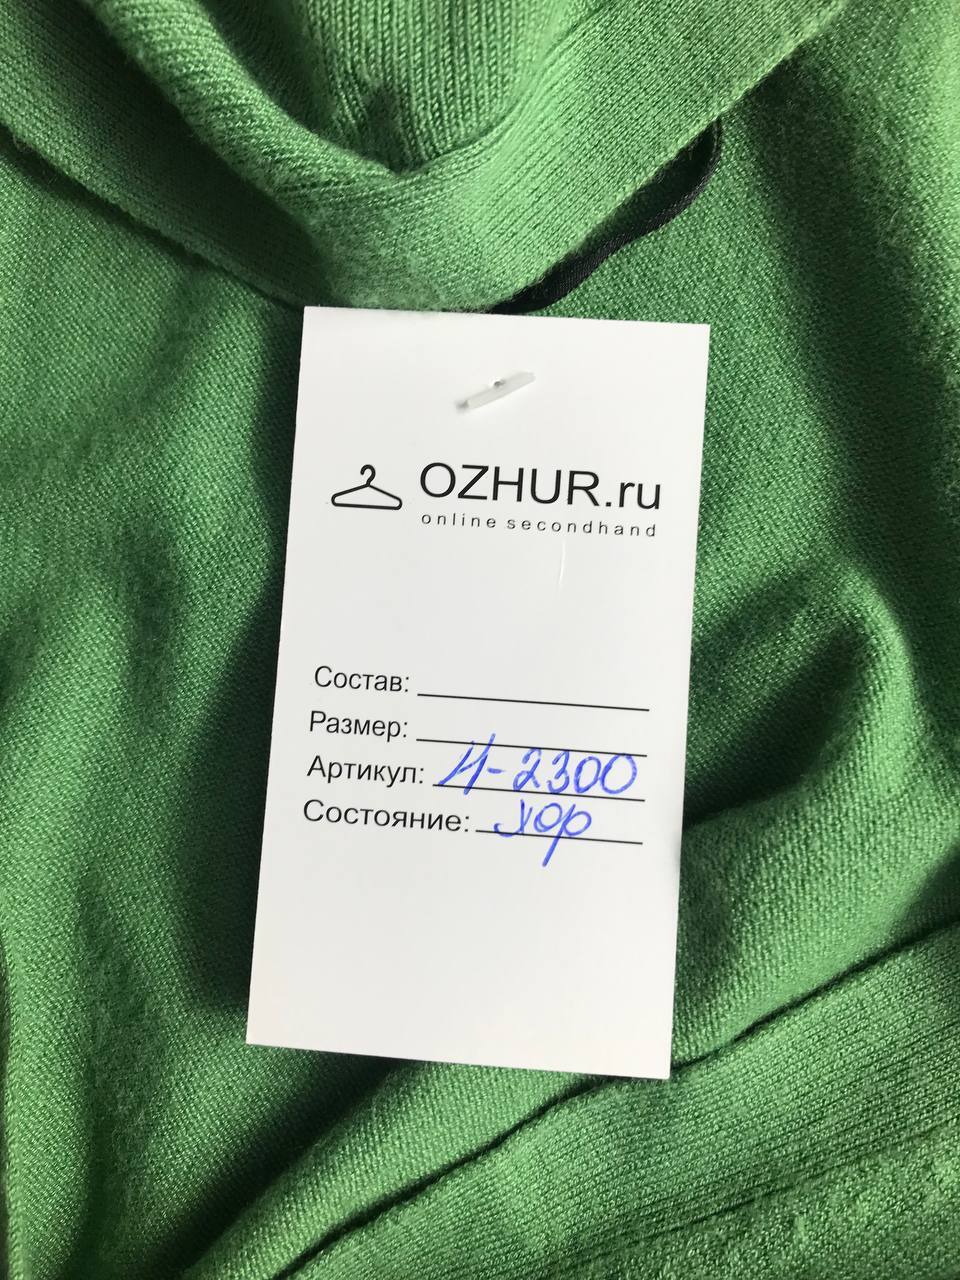 OZHUR.ru
online secondhand
Состав:
Размер:
Артикул: И-2300
Состояние: хор